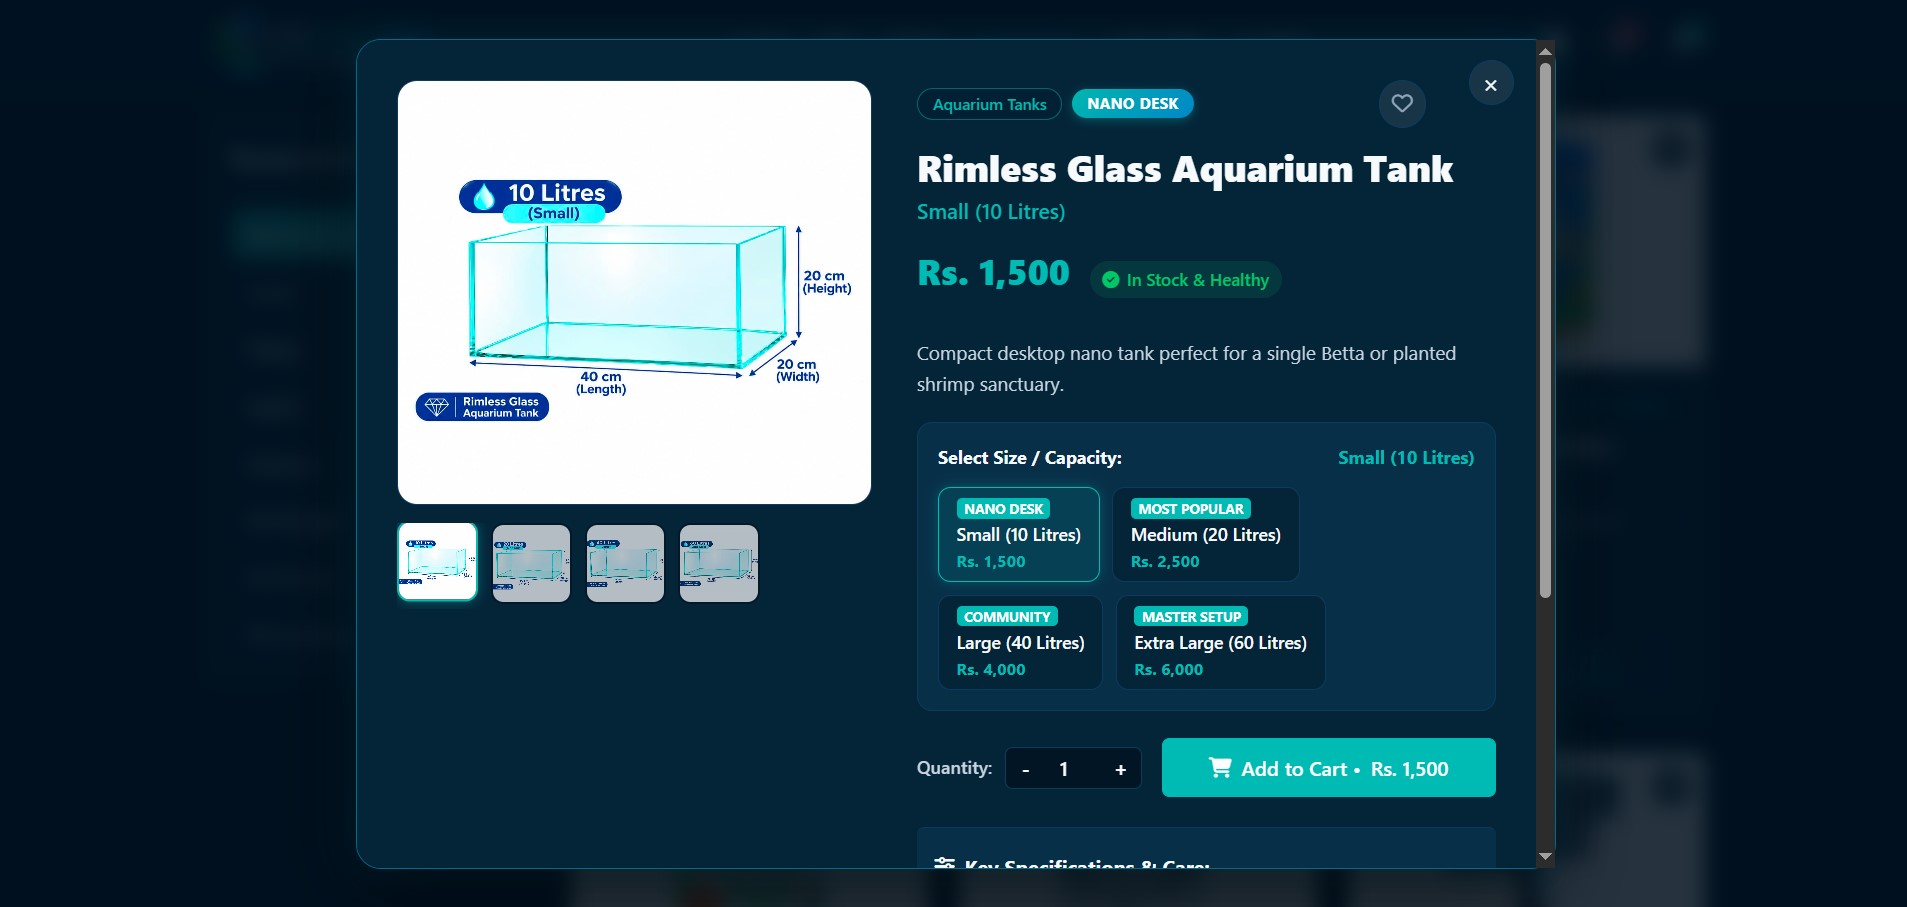 10 Litres
(Small)
20 cm
(Height)
20 cm
(Width)
40 cm
(Length)
Rimless Glass
Aquarium Tank
Aquarium Tanks
NANO DESK
Rimless Glass Aquarium Tank
Small (10 Litres)
Rs. 1,500
In Stock & Healthy
Compact desktop nano tank perfect for a single Betta or planted
shrimp sanctuary.
Select Size / Capacity:
Small (10 Litres)
NANO DESK
Small (10 Litres)
Rs. 1,500
MOST POPULAR
Medium (20 Litres)
Rs. 2,500
COMMUNITY
Large (40 Litres)
Rs. 4,000
MASTER SETUP
Extra Large (60 Litres)
Rs. 6,000
Quantity:
- 1 +
Add to Cart • Rs. 1,500
Key Specifications & Care: